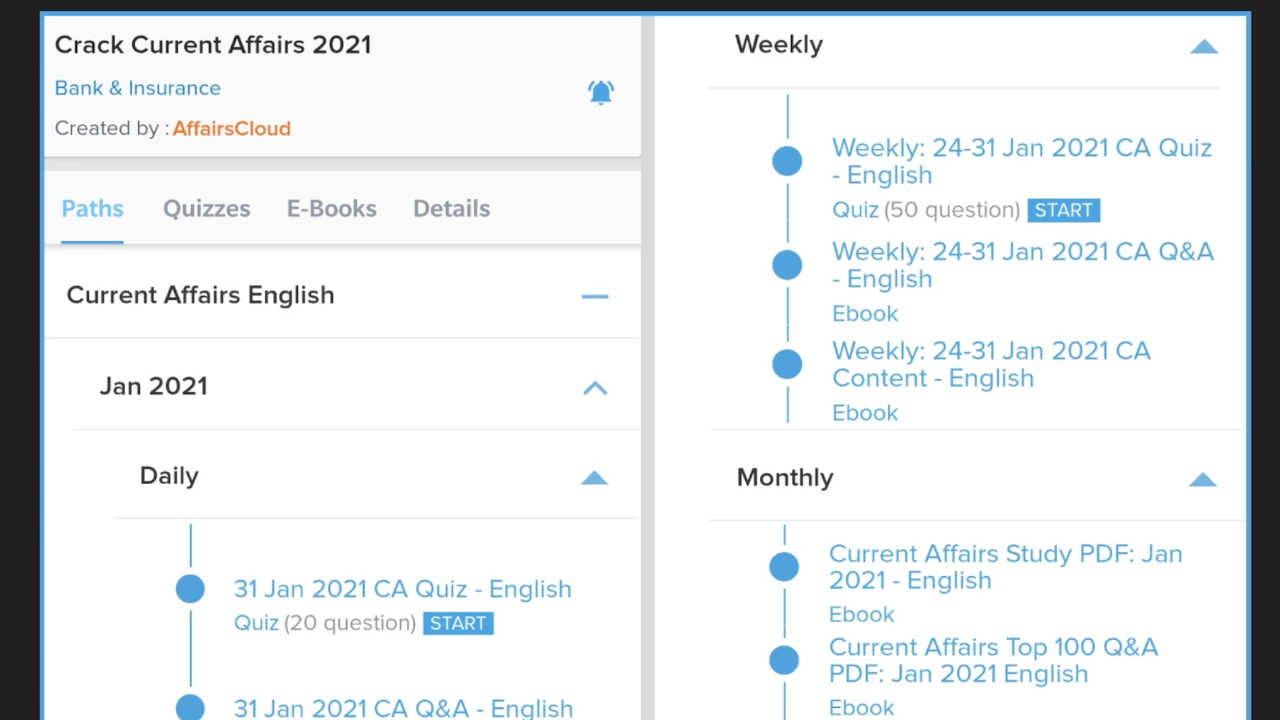 Crack Current Affairs 2021
Bank & Insurance
Created by : AffairsCloud
Paths Quizzes E-Books Details
Current Affairs English
Jan 2021
Daily
31 Jan 2021 CA Quiz - English
Quiz (20 question) START
31 Jan 2021 CA Q&A - English
Weekly
Weekly: 24-31 Jan 2021 CA Quiz
- English
Quiz (50 question) START
Weekly: 24-31 Jan 2021 CA Q&A
- English
Ebook
Weekly: 24-31 Jan 2021 CA
Content - English
Ebook
Monthly
Current Affairs Study PDF: Jan
2021 - English
Ebook
Current Affairs Top 100 Q&A
PDF: Jan 2021 English
Ebook